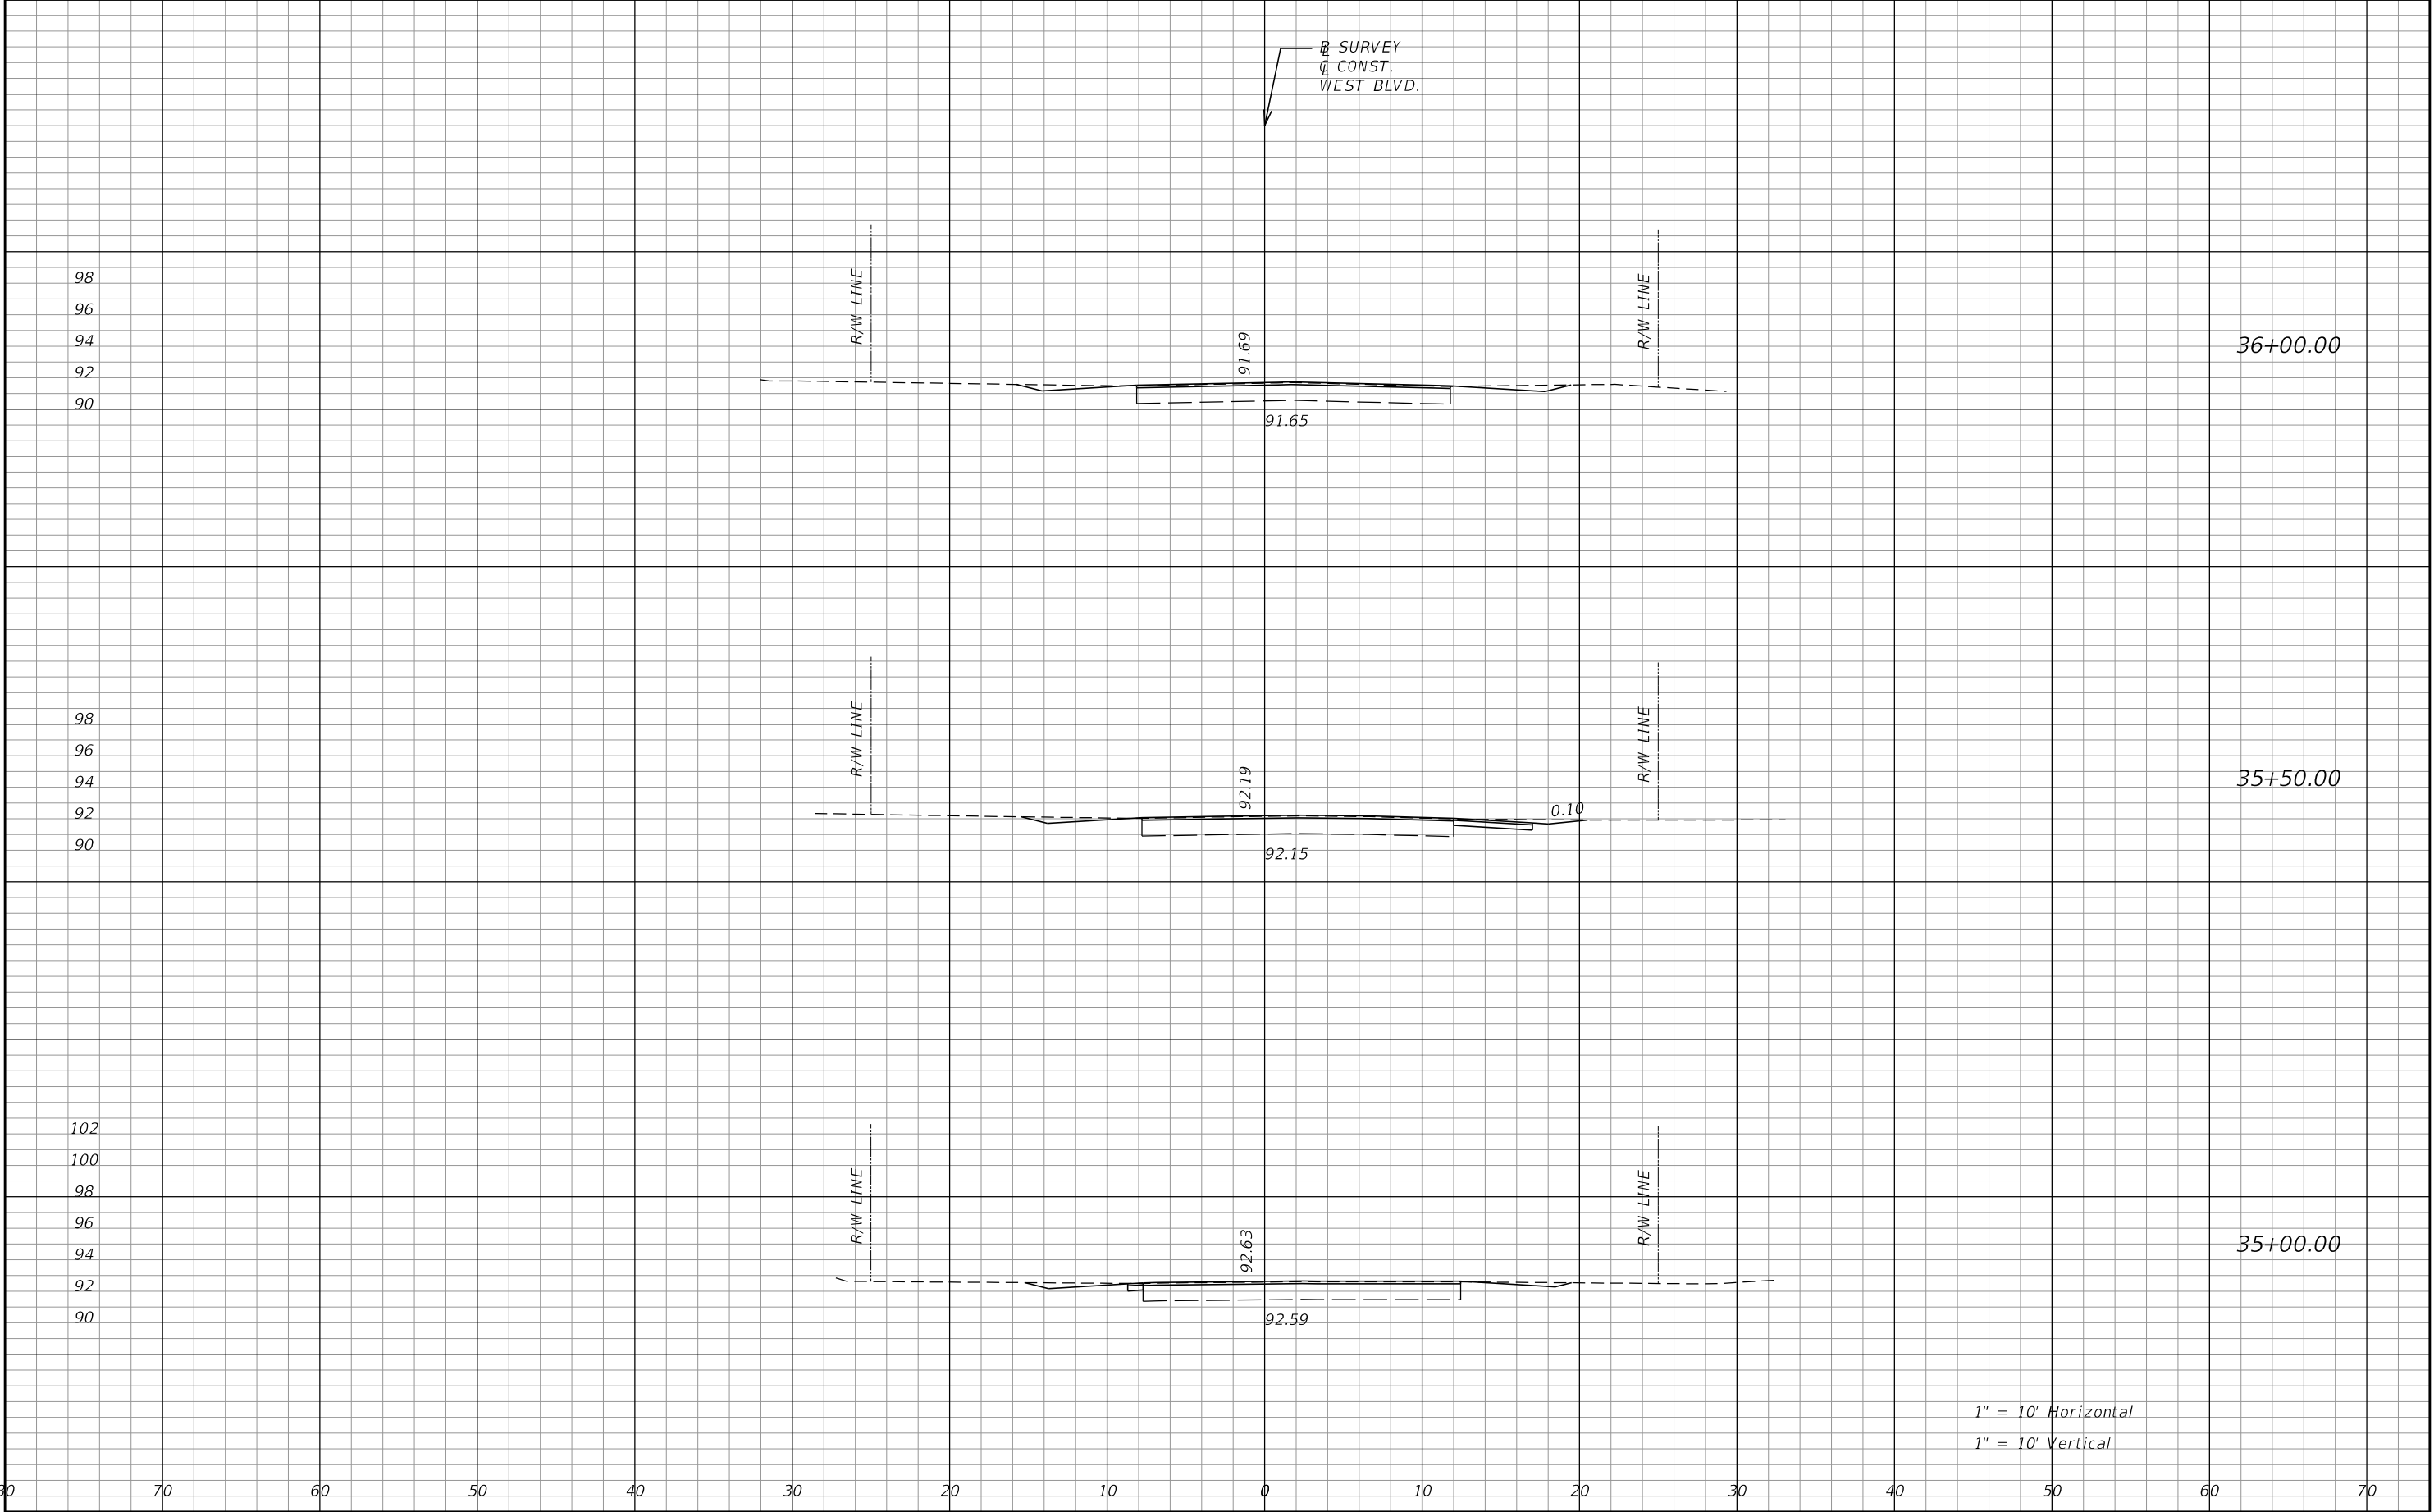 ℄ SURVEY
℄ CONST.
WEST BLVD.
98
96
94
92
90
R/W LINE
91.69
91.65
R/W LINE
36+00.00
98
96
94
92
90
R/W LINE
92.19
92.15
0.10
R/W LINE
35+50.00
102
100
98
96
94
92
90
R/W LINE
92.63
92.59
R/W LINE
35+00.00
1" = 10' Horizontal
1" = 10' Vertical
80 70 60 50 40 30 20 10 0 10 20 30 40 50 60 70